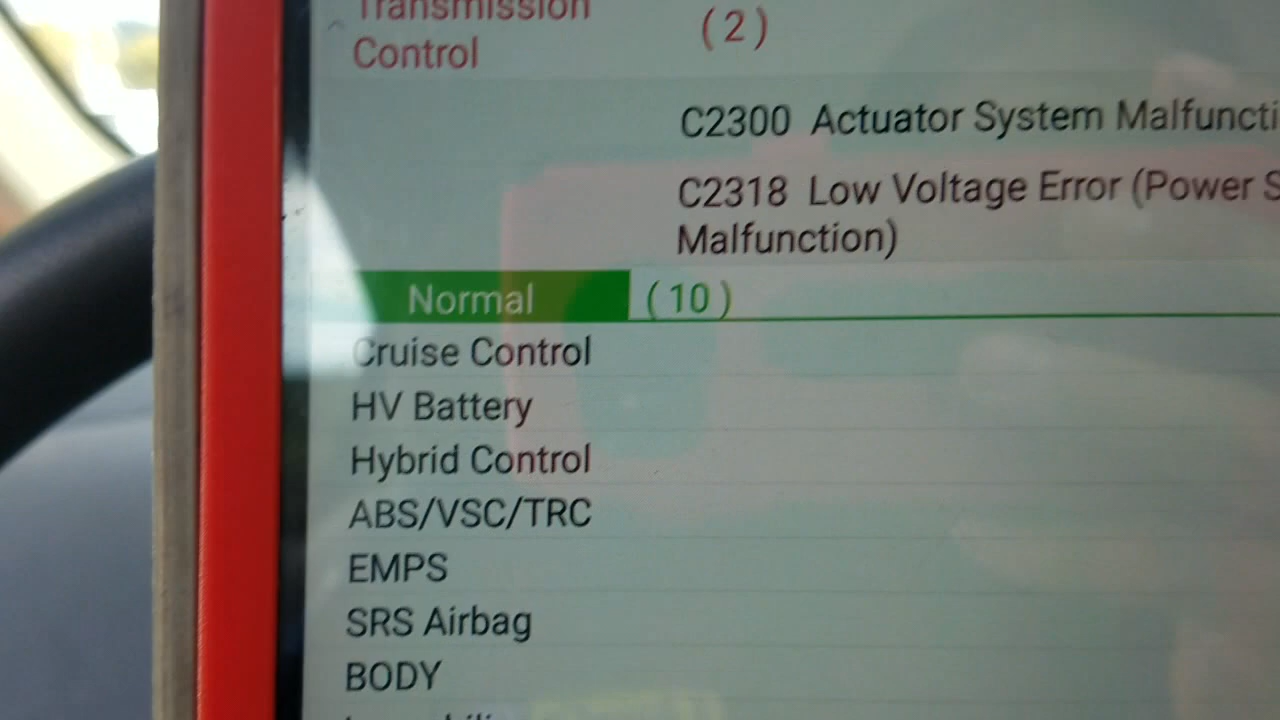 Transmission
Control
(2)
C2300 Actuator System Malfuncti
C2318 Low Voltage Error (Power S
Malfunction)
Normal (10)
Cruise Control
HV Battery
Hybrid Control
ABS/VSC/TRC
EMPS
SRS Airbag
BODY